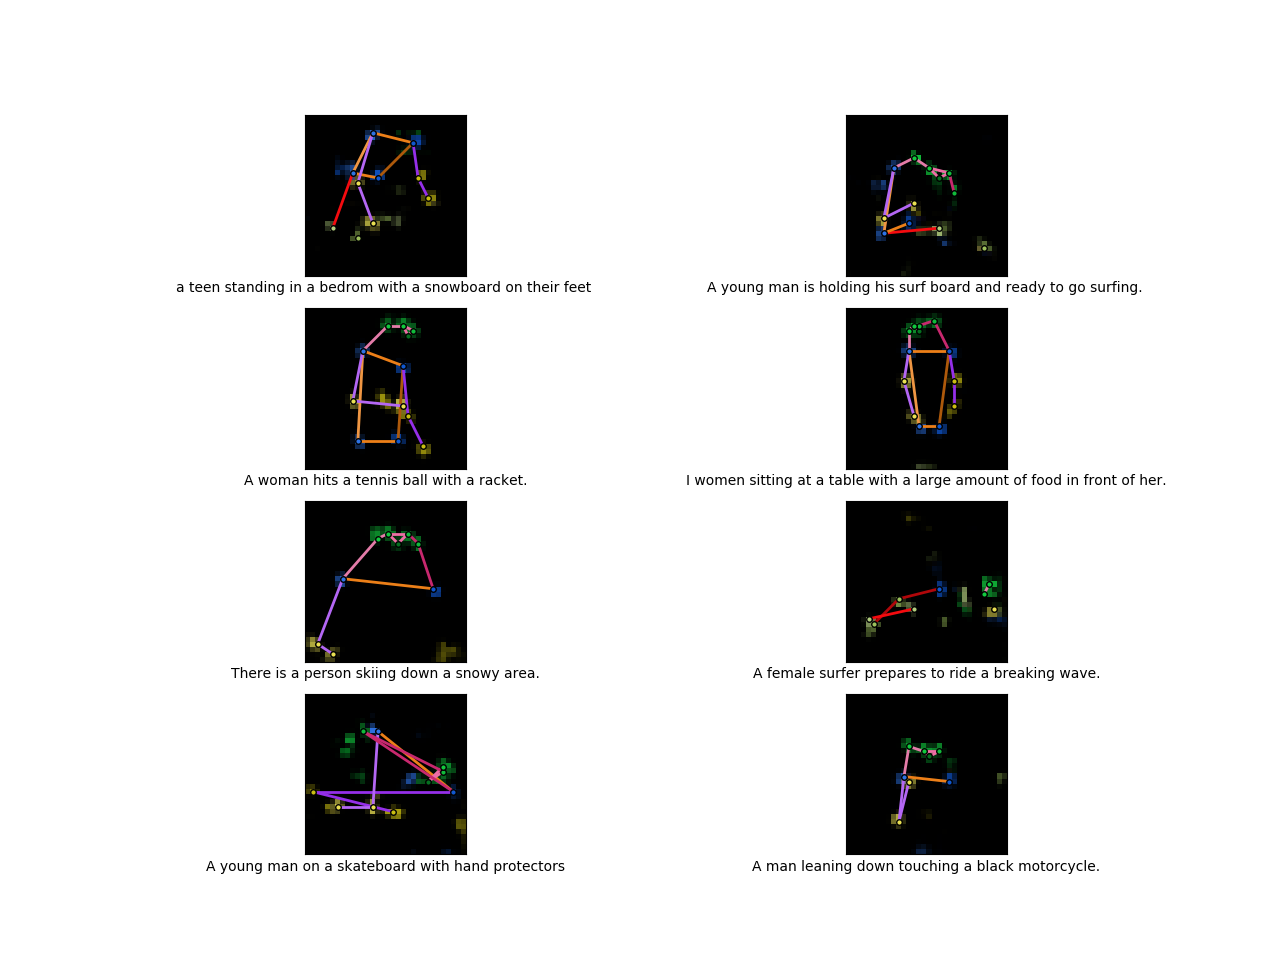 a teen standing in a bedrom with a snowboard on their feet
A young man is holding his surf board and ready to go surfing.
A woman hits a tennis ball with a racket.
I women sitting at a table with a large amount of food in front of her.
There is a person skiing down a snowy area.
A female surfer prepares to ride a breaking wave.
A young man on a skateboard with hand protectors
A man leaning down touching a black motorcycle.